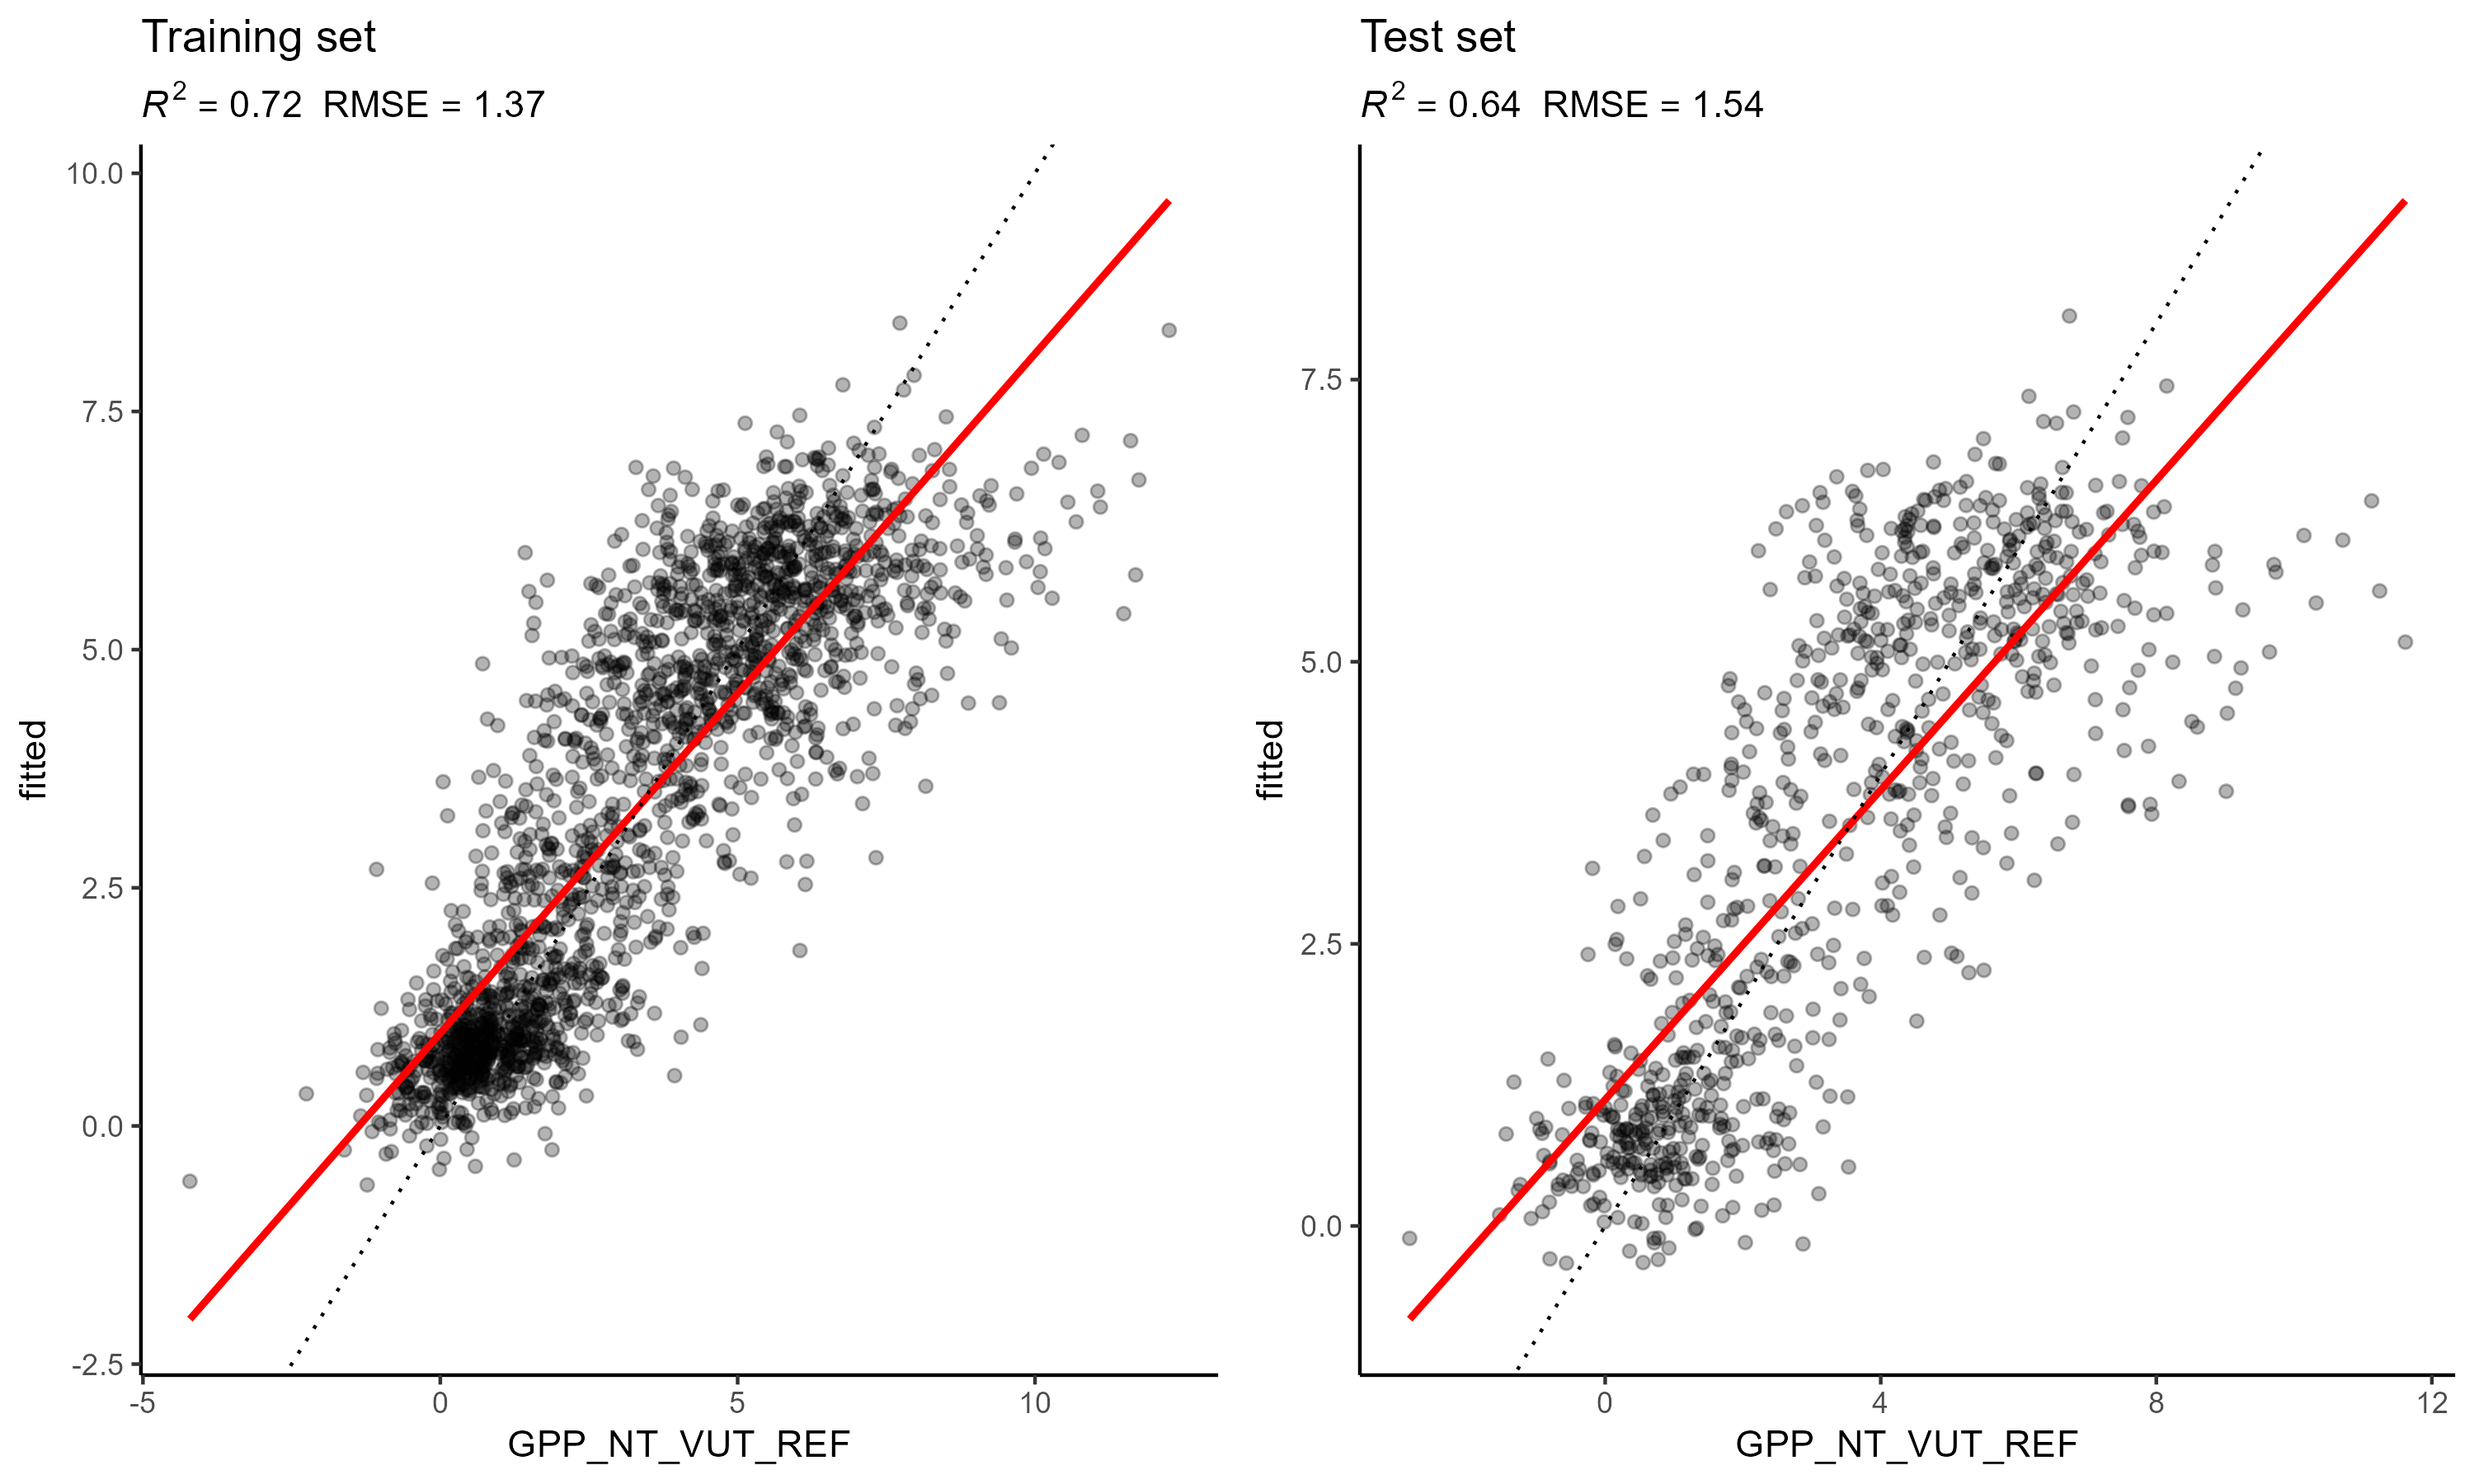 Training set
R² = 0.72 RMSE = 1.37
10.0
7.5
5.0
2.5
0.0
-2.5
fitted
-5 0 5 10
GPP_NT_VUT_REF
Test set
R² = 0.64 RMSE = 1.54
7.5
5.0
2.5
0.0
fitted
0 4 8 12
GPP_NT_VUT_REF